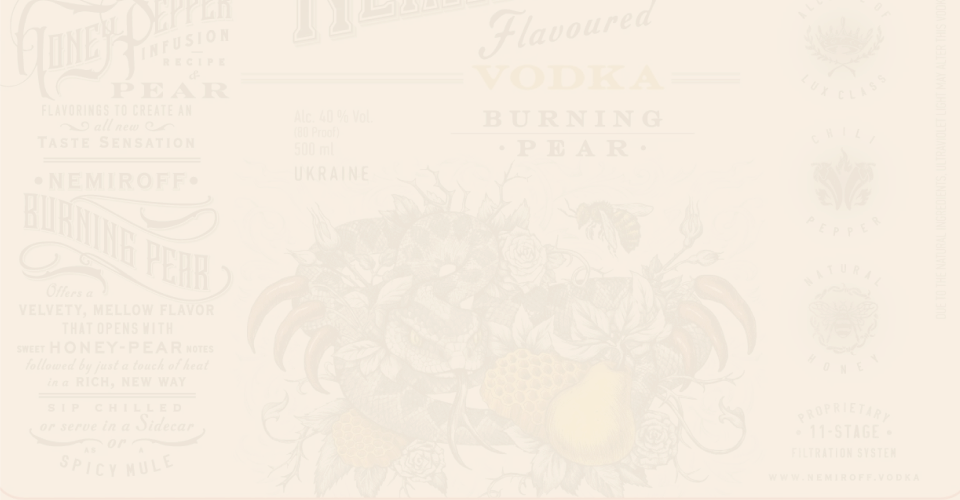 HONEY PEPPER
INFUSION
RECIPE
&
PEAR
FLAVORINGS TO CREATE AN
all new
TASTE SENSATION
•NEMIROFF•
BURNING PEAR
Offers a
VELVETY, MELLOW FLAVOR
THAT OPENS WITH
SWEET HONEY-PEAR NOTES
followed by just a touch of heat
in a RICH, NEW WAY
SIP CHILLED
or serve in a Sidecar
or
SPICY MULE
Flavoured
VODKA
BURNING
•PEAR•
Alc. 40 % Vol.
(80 Proof)
500 ml
UKRAINE
LUX CLASS
CHILI
PEPPER
NATURAL
PROPRIETARY
• 11-STAGE •
FILTRATION SYSTEM
WWW.NEMIROFF.VODKA